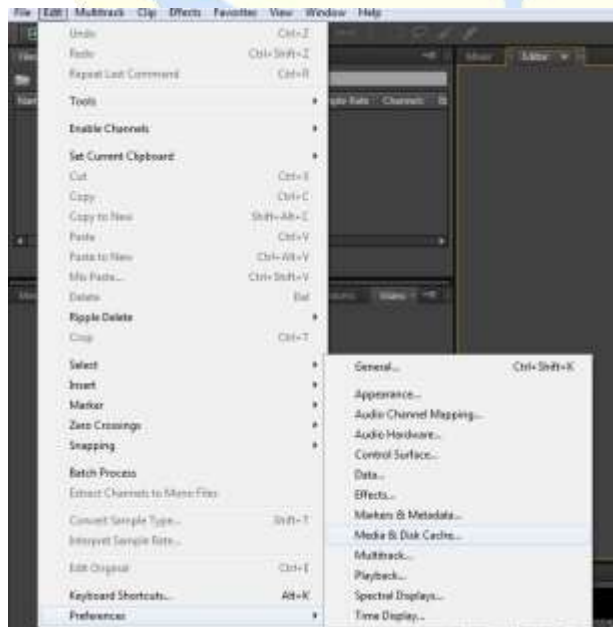 File Edit Multitrack Clip Effects Favorites View Window Help
Undo Ctrl+Z
Redo Ctrl+Shift+Z
Repeat Last Command Ctrl+R
Tools
Enable Channels
Set Current Clipboard
Cut Ctrl+X
Copy Ctrl+C
Copy to New Shift+Alt+C
Paste Ctrl+V
Paste to New Ctrl+Alt+V
Mix Paste... Ctrl+Shift+V
Delete Del
Ripple Delete
Crop Ctrl+T
Select
Insert
Marker
Zero Crossings
Snapping
Batch Process
Extract Channels to Mono Files
Convert Sample Type... Shift+T
Interpret Sample Rate...
Edit Original Ctrl+E
Keyboard Shortcuts... Alt+K
Preferences
General... Ctrl+Shift+K
Appearance...
Audio Channel Mapping...
Audio Hardware...
Control Surface...
Data...
Effects...
Markers & Metadata...
Media & Disk Cache...
Multitrack...
Playback...
Spectral Displays...
Time Display...
Mixer
Editor
Rate Channels